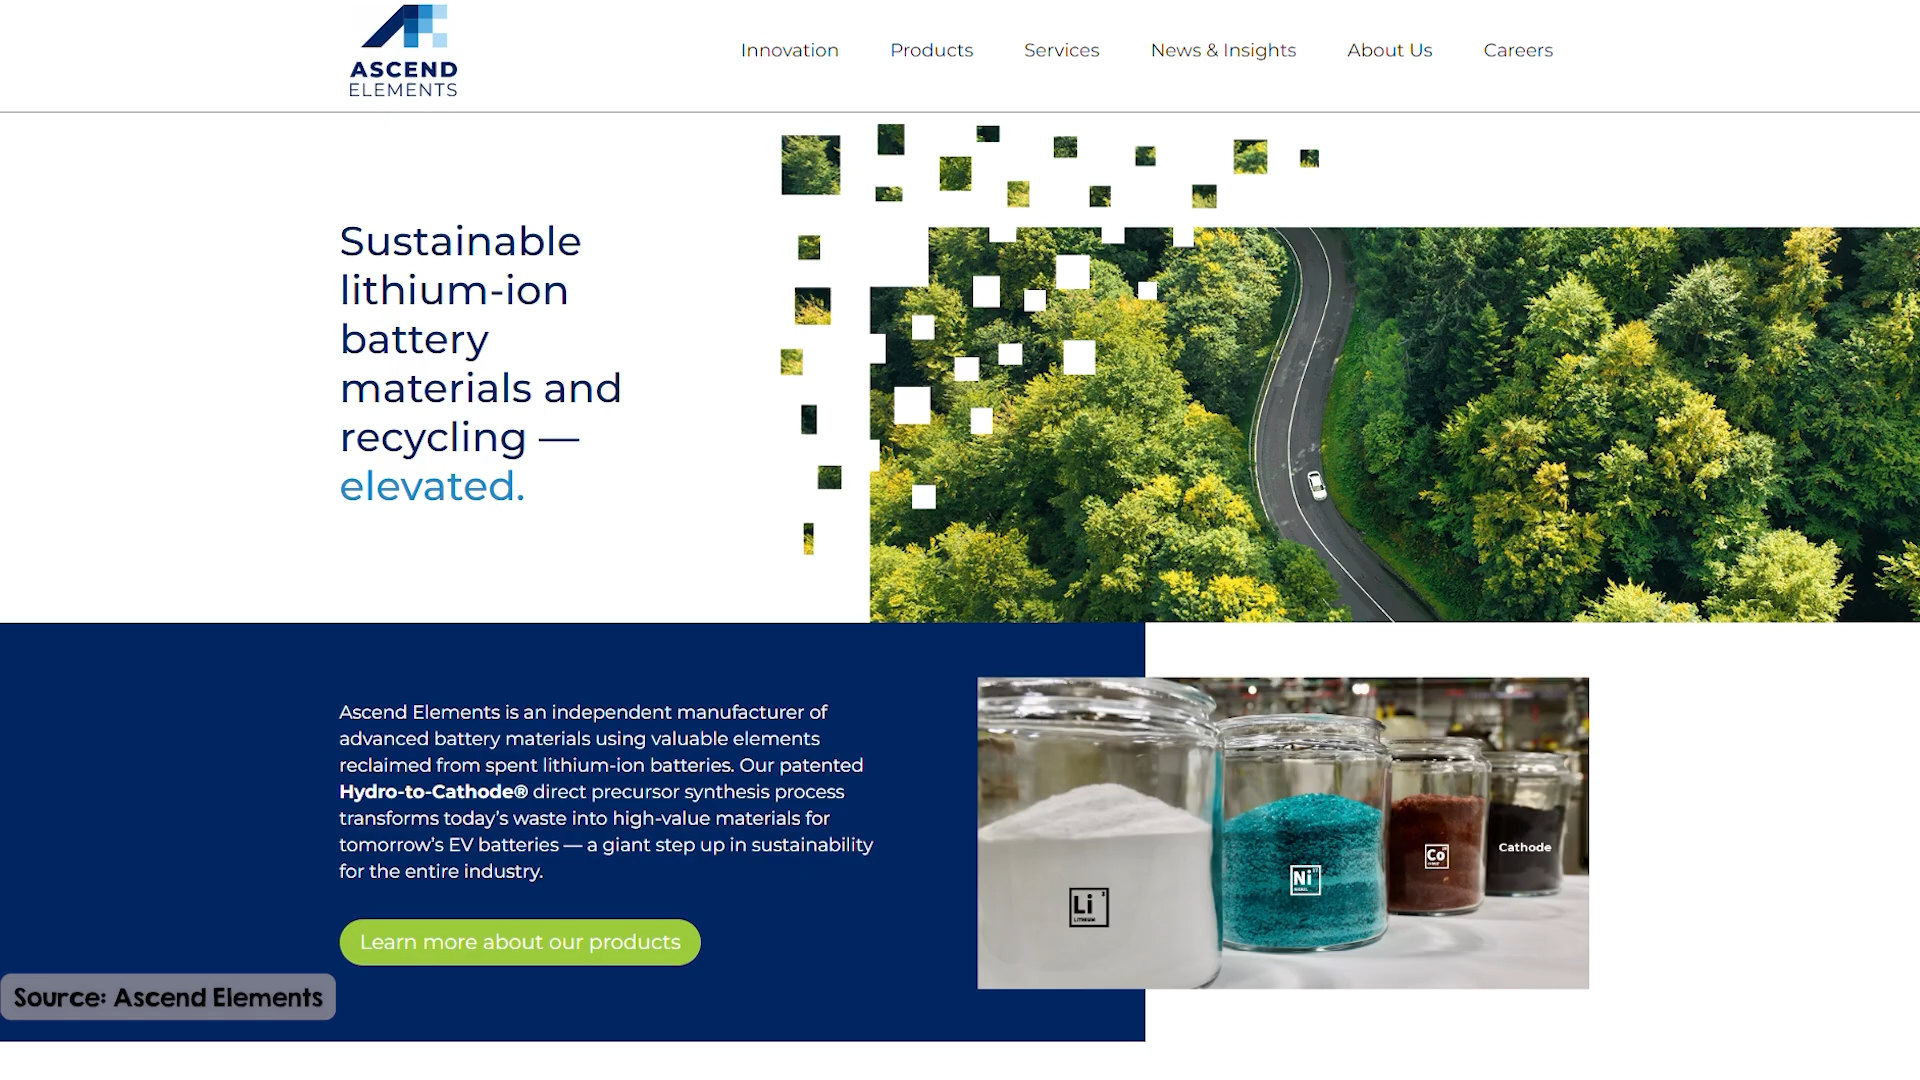 ASCEND
ELEMENTS
Innovation
Products
Services
News & Insights
About Us
Careers
Sustainable
lithium-ion
battery
materials and
recycling —
elevated.
Ascend Elements is an independent manufacturer of
advanced battery materials using valuable elements
reclaimed from spent lithium-ion batteries. Our patented
Hydro-to-Cathode® direct precursor synthesis process
transforms today’s waste into high-value materials for
tomorrow’s EV batteries — a giant step up in sustainability
for the entire industry.
Learn more about our products
Li
3
LITHIUM
Ni
NICKEL
Co
Cathode
Source: Ascend Elements